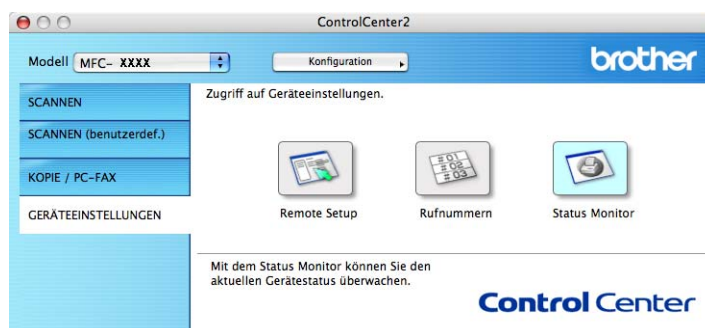 ControlCenter2
Modell MFC- XXXX Konfiguration brother
SCANNEN
SCANNEN (benutzerdef.)
KOPIE / PC-FAX
GERÄTEEINSTELLUNGEN
Zugriff auf Geräteeinstellungen.
#01
#02
#03
Remote Setup Rufnummern Status Monitor
Mit dem Status Monitor können Sie den
aktuellen Gerätestatus überwachen.
Control Center